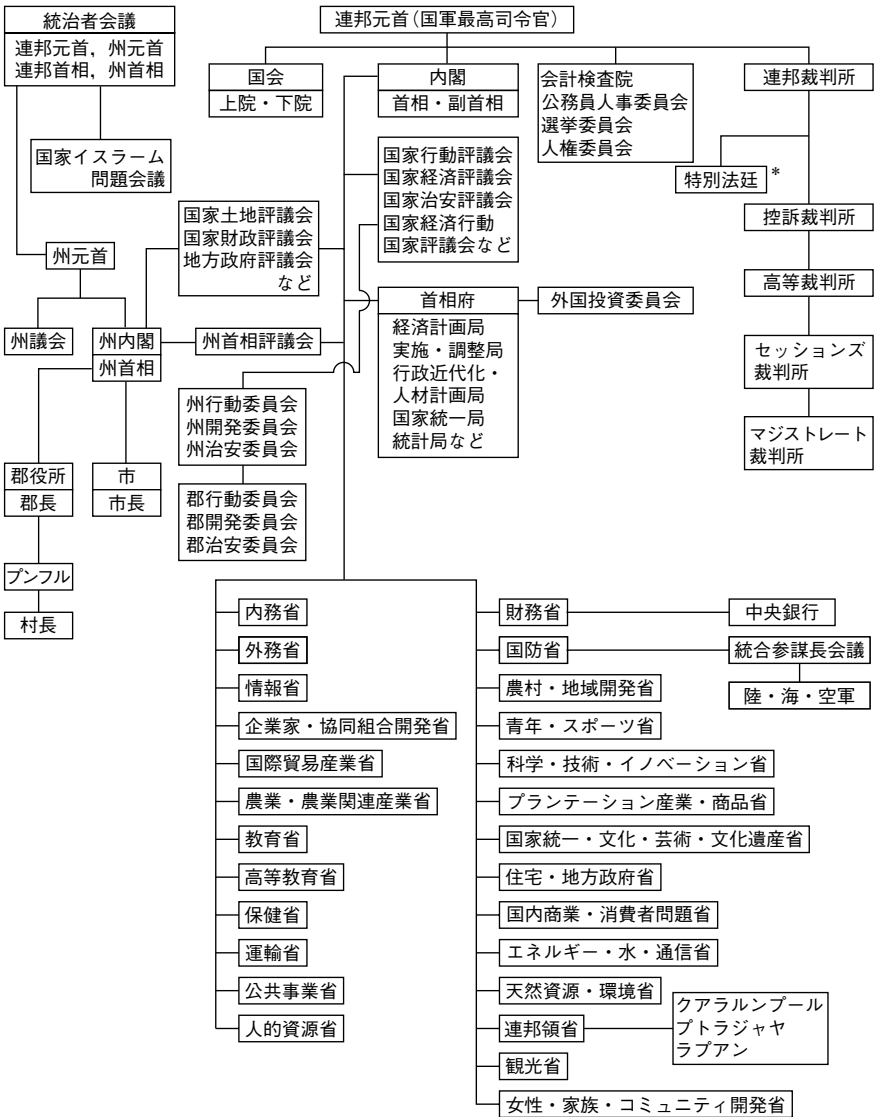 統治者会議
連邦元首，州元首
連邦首相，州首相
国家イスラーム
問題会議
連邦元首（国軍最高司令官）
国会
上院・下院
内閣
首相・副首相
会計検査院
公務員人事委員会
選挙委員会
人権委員会
連邦裁判所
特別法廷 *
控訴裁判所
高等裁判所
セッションズ
裁判所
マジストレート
裁判所
国家行動評議会
国家経済評議会
国家治安評議会
国家経済行動
国家評議会など
国家土地評議会
国家財政評議会
地方政府評議会
など
首相府
経済計画局
実施・調整局
行政近代化・
人材計画局
国家統一局
統計局など
外国投資委員会
州元首
州議会
州内閣
州首相
州首相評議会
州行動委員会
州開発委員会
州治安委員会
郡行動委員会
郡開発委員会
郡治安委員会
郡役所
郡長
市
市長
プンフル
村長
内務省
外務省
情報省
企業家・協同組合開発省
国際貿易産業省
農業・農業関連産業省
教育省
高等教育省
保健省
運輸省
公共事業省
人的資源省
財務省
中央銀行
国防省
統合参謀長会議
陸・海・空軍
農村・地域開発省
青年・スポーツ省
科学・技術・イノベーション省
プランテーション産業・商品省
国家統一・文化・芸術・文化遺産省
住宅・地方政府省
国内商業・消費者問題省
エネルギー・水・通信省
天然資源・環境省
連邦領省
クアラルンプール
プトラジャヤ
ラブアン
観光省
女性・家族・コミュニティ開発省